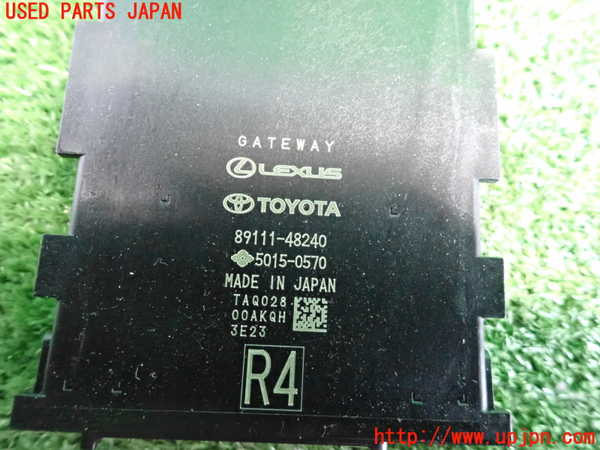 USED PARTS JAPAN
GATEWAY
LEXUS
TOYOTA
89111-48240
5015-0570
MADE IN JAPAN
TAQ028
00AKQH
3E23
R4
http://www.upjpn.com